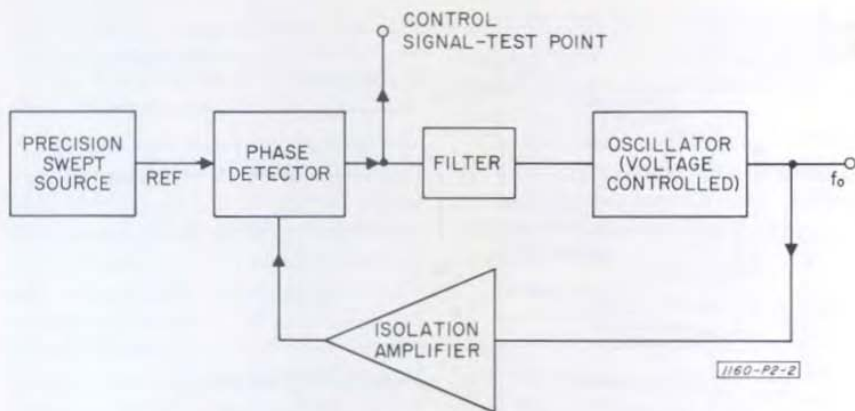 CONTROL
SIGNAL-TEST POINT
PRECISION
SWEPT
SOURCE
REF
PHASE
DETECTOR
FILTER
OSCILLATOR
(VOLTAGE
CONTROLLED)
fo
ISOLATION
AMPLIFIER
1160-P2-2